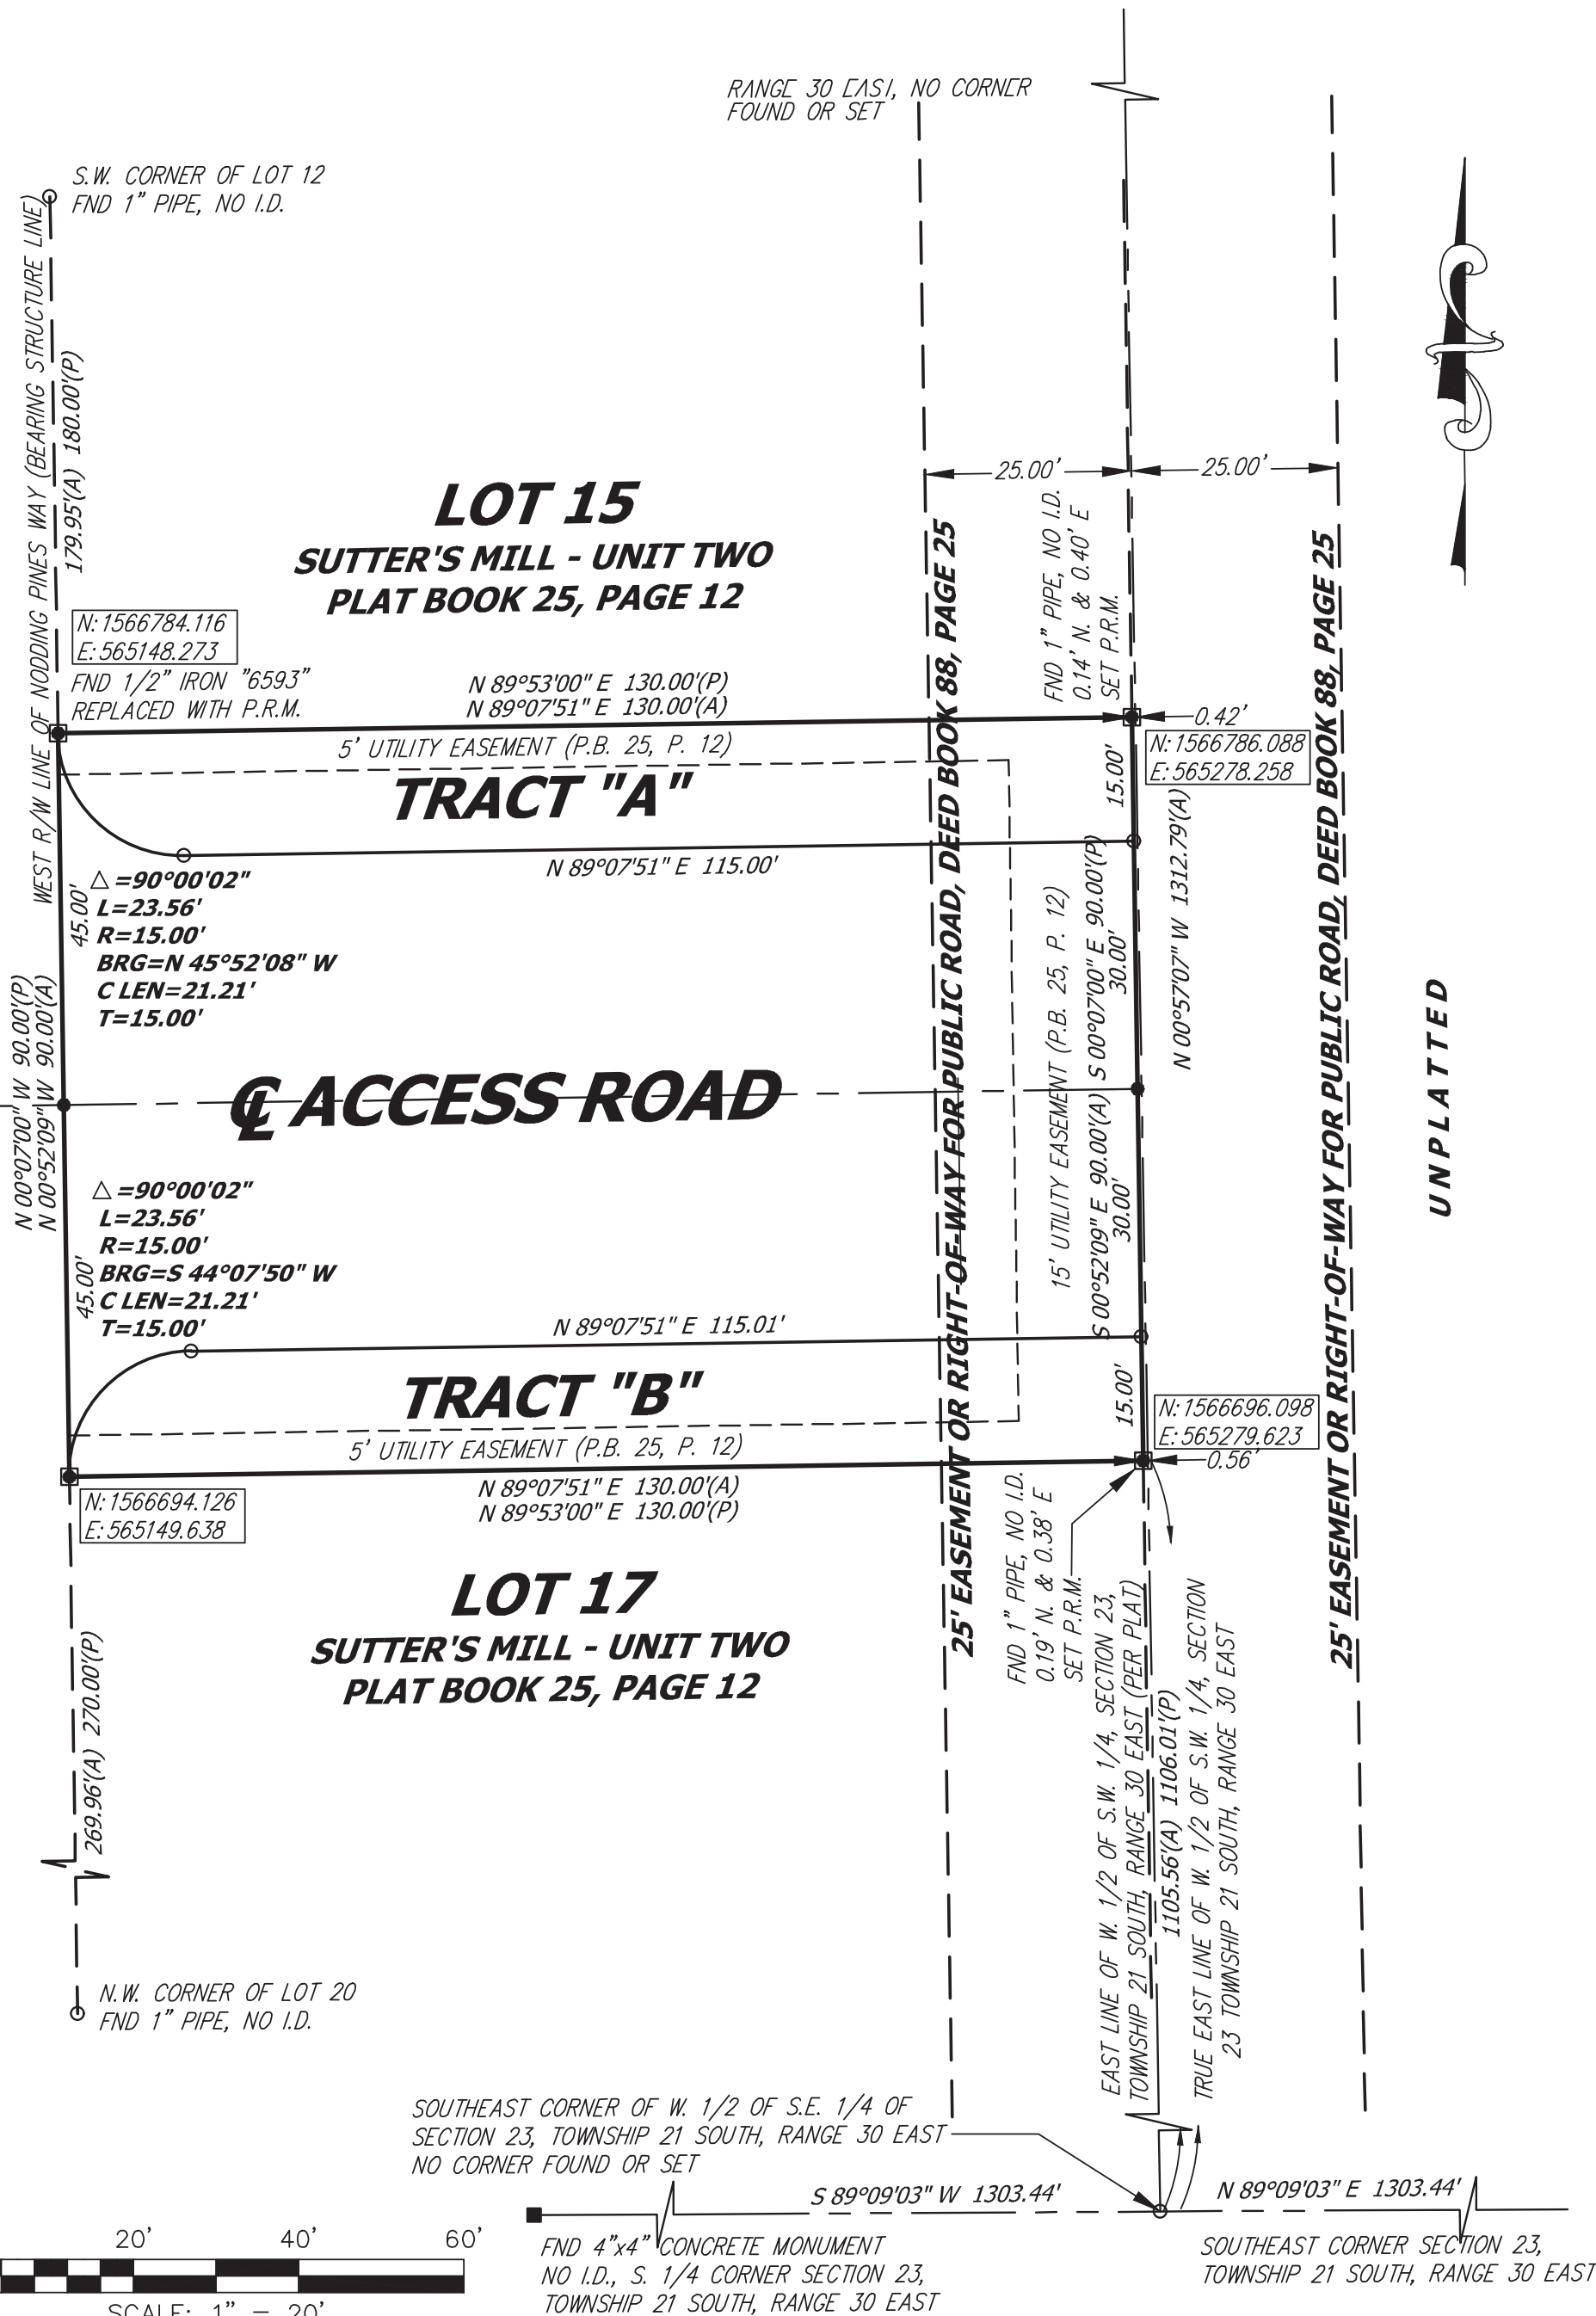 RANGE 30 EAST, NO CORNER
FOUND OR SET
S.W. CORNER OF LOT 12
FND 1" PIPE, NO I.D.
WEST R/W LINE OF NODDING PINES WAY (BEARING STRUCTURE LINE)
179.95'(A) 180.00'(P)
25.00'
25.00'
LOT 15
SUTTER'S MILL - UNIT TWO
PLAT BOOK 25, PAGE 12
FND 1" PIPE, NO I.D.
0.14' N. & 0.40' E
SET P.R.M.
N:1566784.116
E:565148.273
FND 1/2" IRON "6593"
REPLACED WITH P.R.M.
N 89°53'00" E 130.00'(P)
N 89°07'51" E 130.00'(A)
0.42'
N:1566786.088
E:565278.258
5' UTILITY EASEMENT (P.B. 25, P. 12)
TRACT "A"
15.00'
N 89°07'51" E 115.00'
△=90°00'02"
L=23.56'
R=15.00'
BRG=N 45°52'08" W
C LEN=21.21'
T=15.00'
45.00'
N 00°07'00" W 90.00'(P)
N 00°52'09" W 90.00'(A)
25' EASEMENT OR RIGHT-OF-WAY FOR PUBLIC ROAD, DEED BOOK 88, PAGE 25
15' UTILITY EASEMENT (P.B. 25, P. 12)
S 00°07'00" E 90.00'(P)
S 00°52'09" E 90.00'(A)
30.00'
30.00'
N 00°57'07" W 1312.79'(A)
25' EASEMENT OR RIGHT-OF-WAY FOR PUBLIC ROAD, DEED BOOK 88, PAGE 25
UNPLATTED
CL ACCESS ROAD
△=90°00'02"
L=23.56'
R=15.00'
BRG=S 44°07'50" W
C LEN=21.21'
T=15.00'
45.00'
N 89°07'51" E 115.01'
TRACT "B"
15.00'
5' UTILITY EASEMENT (P.B. 25, P. 12)
N:1566696.098
E:565279.623
0.56'
N 89°07'51" E 130.00'(A)
N 89°53'00" E 130.00'(P)
N:1566694.126
E:565149.638
FND 1" PIPE, NO I.D.
0.19' N. & 0.38' E
SET P.R.M.
LOT 17
SUTTER'S MILL - UNIT TWO
PLAT BOOK 25, PAGE 12
269.96'(A) 270.00'(P)
EAST LINE OF W. 1/2 OF S.W. 1/4, SECTION 23,
TOWNSHIP 21 SOUTH, RANGE 30 EAST (PER PLAT)
1105.56'(A) 1106.01'(P)
TRUE EAST LINE OF W. 1/2 OF S.W. 1/4, SECTION
23 TOWNSHIP 21 SOUTH, RANGE 30 EAST
N.W. CORNER OF LOT 20
FND 1" PIPE, NO I.D.
SOUTHEAST CORNER OF W. 1/2 OF S.E. 1/4 OF
SECTION 23, TOWNSHIP 21 SOUTH, RANGE 30 EAST
NO CORNER FOUND OR SET
S 89°09'03" W 1303.44'
N 89°09'03" E 1303.44'
FND 4"x4" CONCRETE MONUMENT
NO I.D., S. 1/4 CORNER SECTION 23,
TOWNSHIP 21 SOUTH, RANGE 30 EAST
SOUTHEAST CORNER SECTION 23,
TOWNSHIP 21 SOUTH, RANGE 30 EAST
20' 40' 60'
SCALE: 1" = 20'